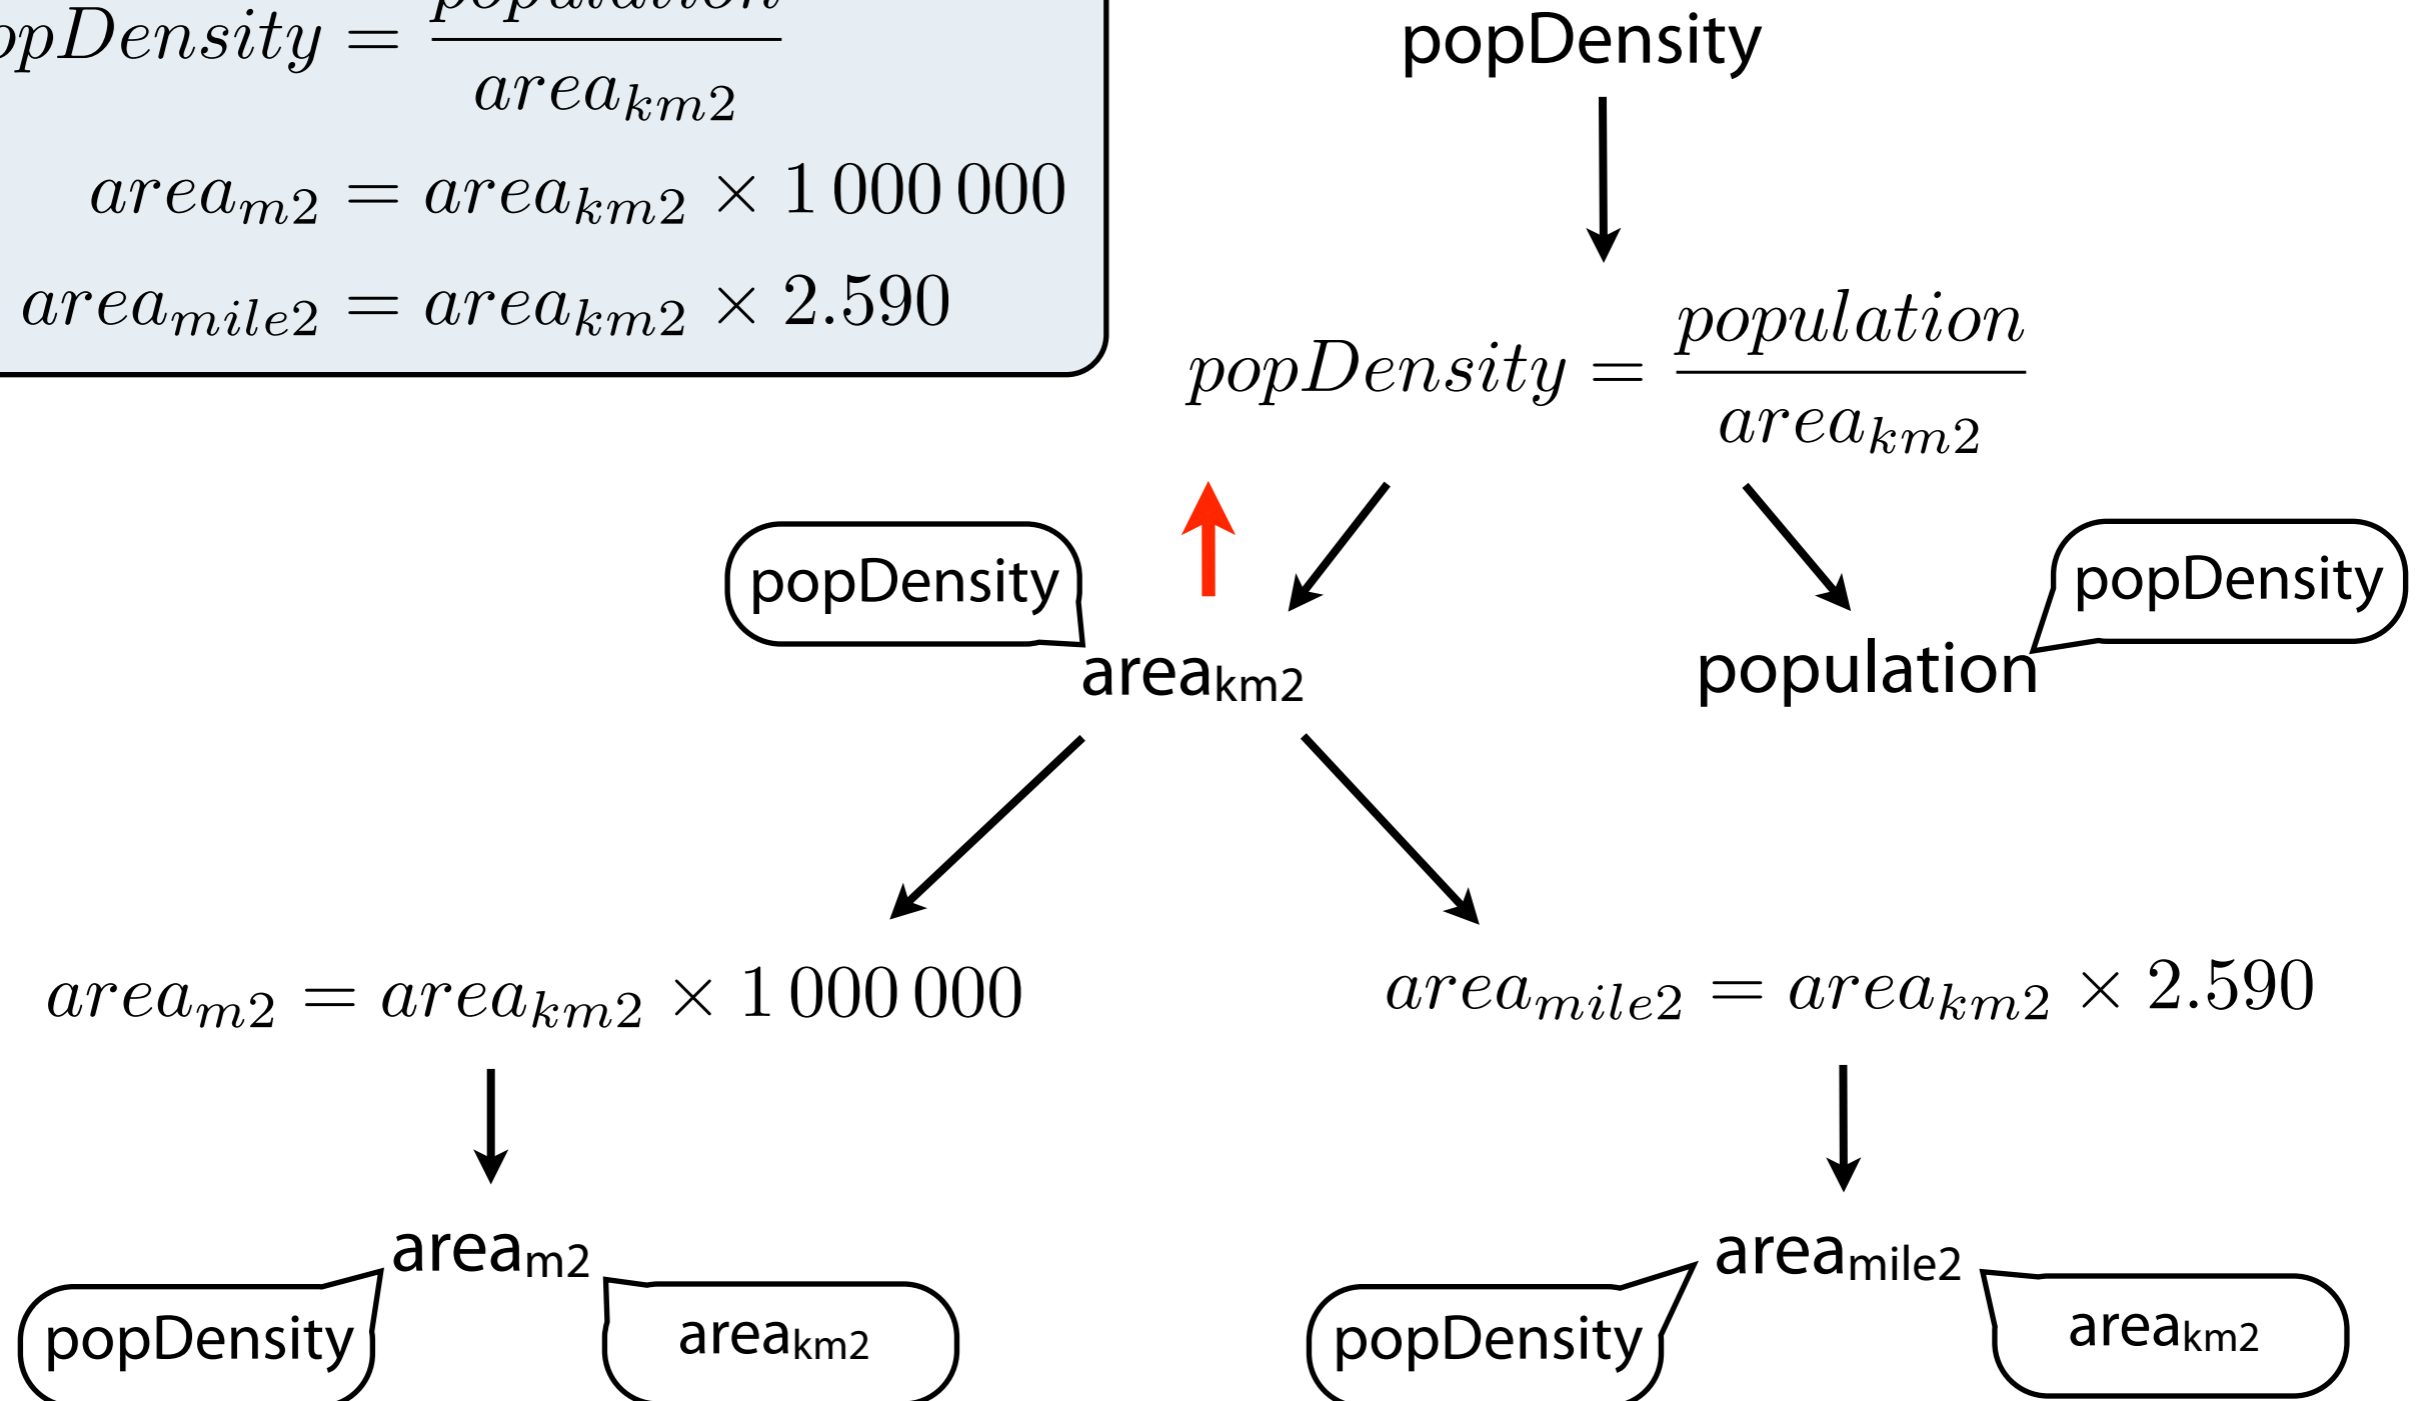 opDensity = population / area_km2
area_m2 = area_km2 × 1 000 000
area_mile2 = area_km2 × 2.590
popDensity
popDensity = population / area_km2
popDensity
popDensity
area_km2
population
area_m2 = area_km2 × 1 000 000
area_mile2 = area_km2 × 2.590
area_m2
area_mile2
popDensity
area_km2
popDensity
area_km2